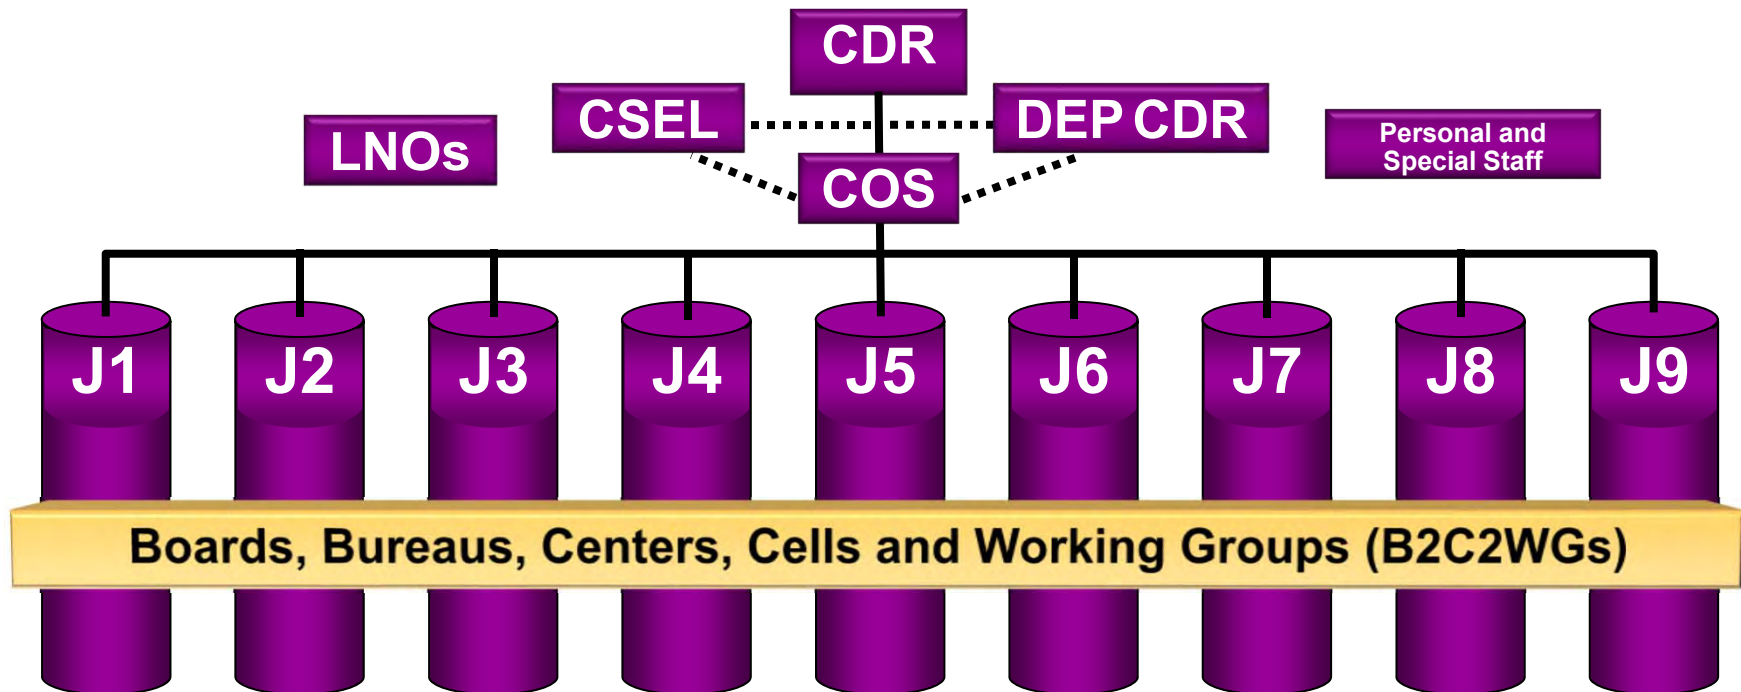 CDR
CSEL
DEP CDR
LNOs
Personal and
Special Staff
COS
J1
J2
J3
J4
J5
J6
J7
J8
J9
Boards, Bureaus, Centers, Cells and Working Groups (B2C2WGs)